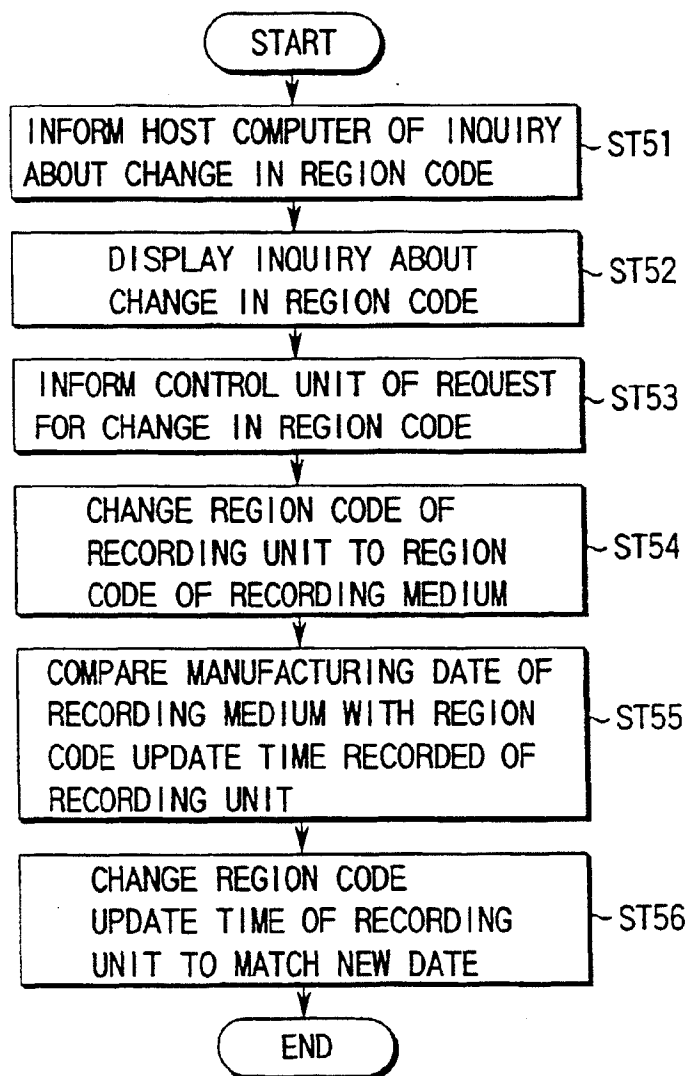 START
INFORM HOST COMPUTER OF INQUIRY
ABOUT CHANGE IN REGION CODE
ST51
DISPLAY INQUIRY ABOUT
CHANGE IN REGION CODE
ST52
INFORM CONTROL UNIT OF REQUEST
FOR CHANGE IN REGION CODE
ST53
CHANGE REGION CODE OF
RECORDING UNIT TO REGION
CODE OF RECORDING MEDIUM
ST54
COMPARE MANUFACTURING DATE OF
RECORDING MEDIUM WITH REGION
CODE UPDATE TIME RECORDED OF
RECORDING UNIT
ST55
CHANGE REGION CODE
UPDATE TIME OF RECORDING
UNIT TO MATCH NEW DATE
ST56
END